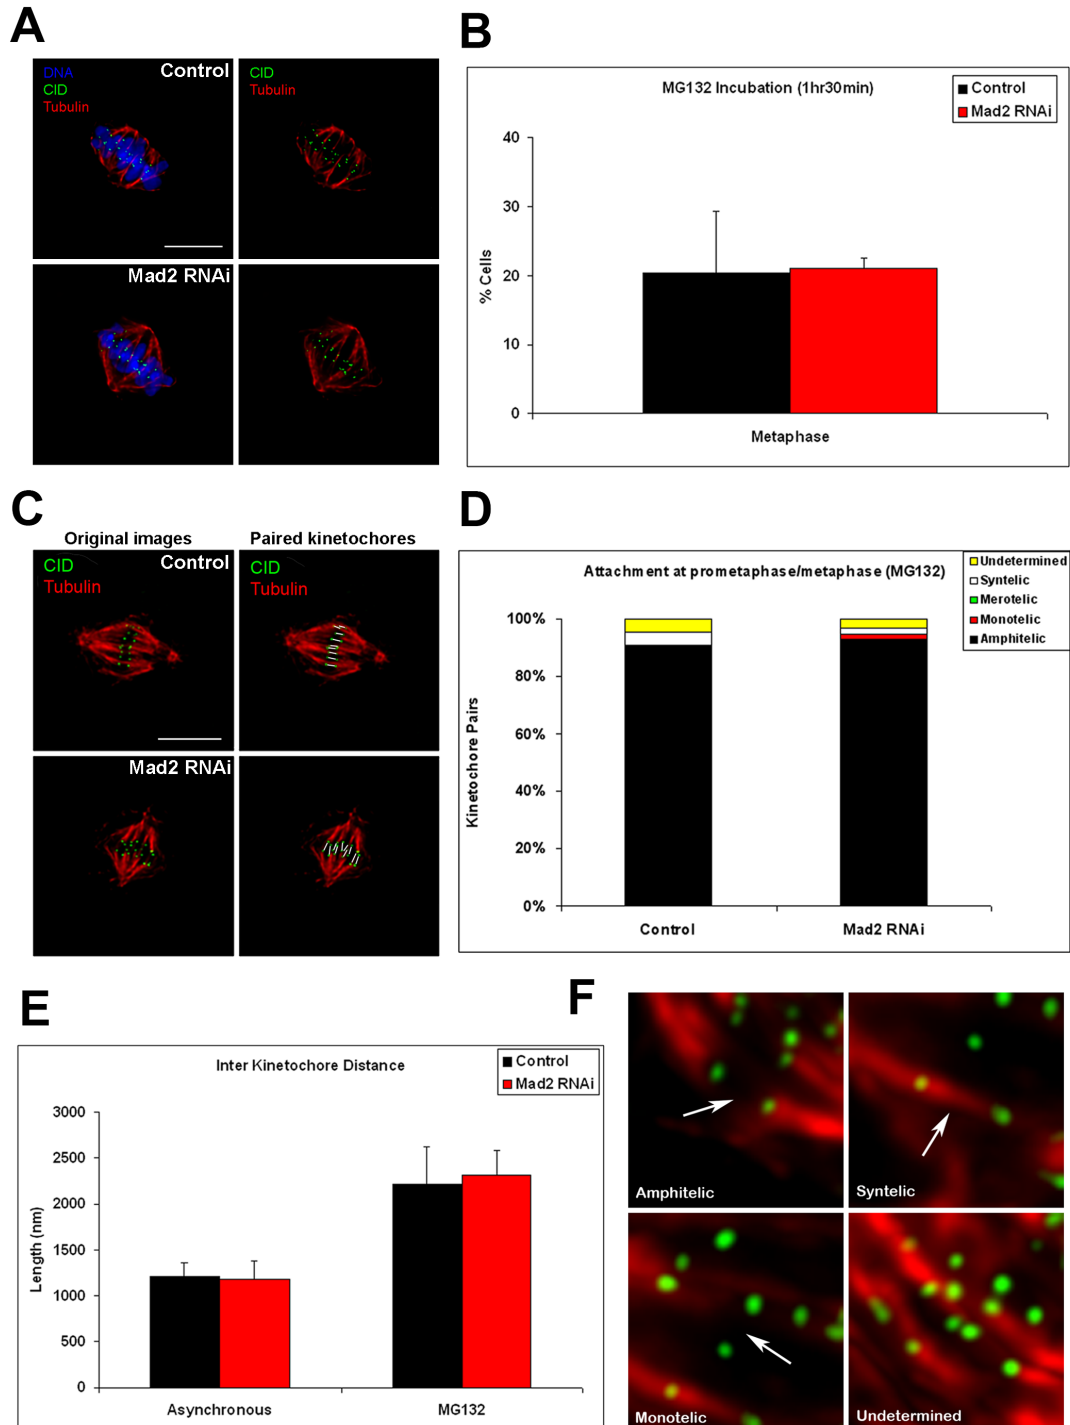 A
B
DNA
CID
Tubulin
Control
CID
Tubulin
Mad2 RNAi
MG132 Incubation (1hr30min)
Control
Mad2 RNAi
40
30
20
10
0
% Cells
Metaphase
C
D
Original images
Paired kinetochores
CID
Tubulin
Control
CID
Tubulin
Mad2 RNAi
Attachment at prometaphase/metaphase (MG132)
Undetermined
Syntelic
Merotelic
Monotelic
Amphitelic
100%
80%
60%
40%
20%
0%
Kinetochore Pairs
Control
Mad2 RNAi
E
F
Inter Kinetochore Distance
Control
Mad2 RNAi
3000
2500
2000
1500
1000
500
0
Length (nm)
Asynchronous
MG132
Amphitelic
Syntelic
Monotelic
Undetermined